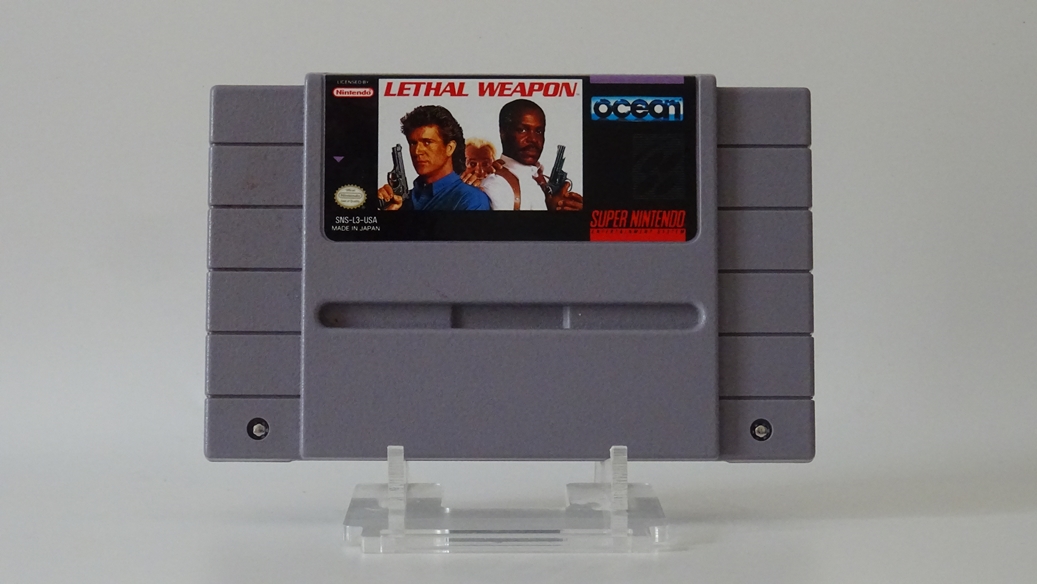 LICENSED BY
Nintendo
LETHAL WEAPON
ocean
SNS-L3-USA
MADE IN JAPAN
SUPER NINTENDO
ENTERTAINMENT SYSTEM